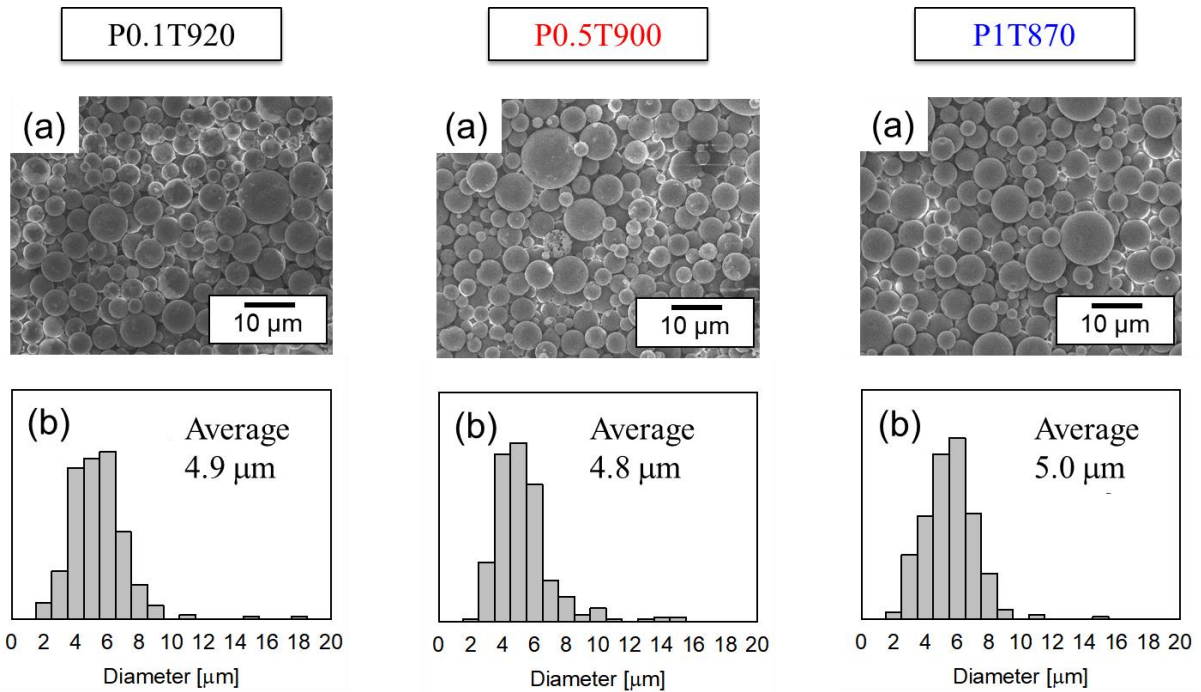 P0.1T920
P0.5T900
P1T870
(a)
10 μm
(a)
10 μm
(a)
10 μm
(b)
Average
4.9 μm
0 2 4 6 8 10 12 14 16 18 20
Diameter [μm]
(b)
Average
4.8 μm
0 2 4 6 8 10 12 14 16 18 20
Diameter [μm]
(b)
Average
5.0 μm
0 2 4 6 8 10 12 14 16 18 20
Diameter [μm]